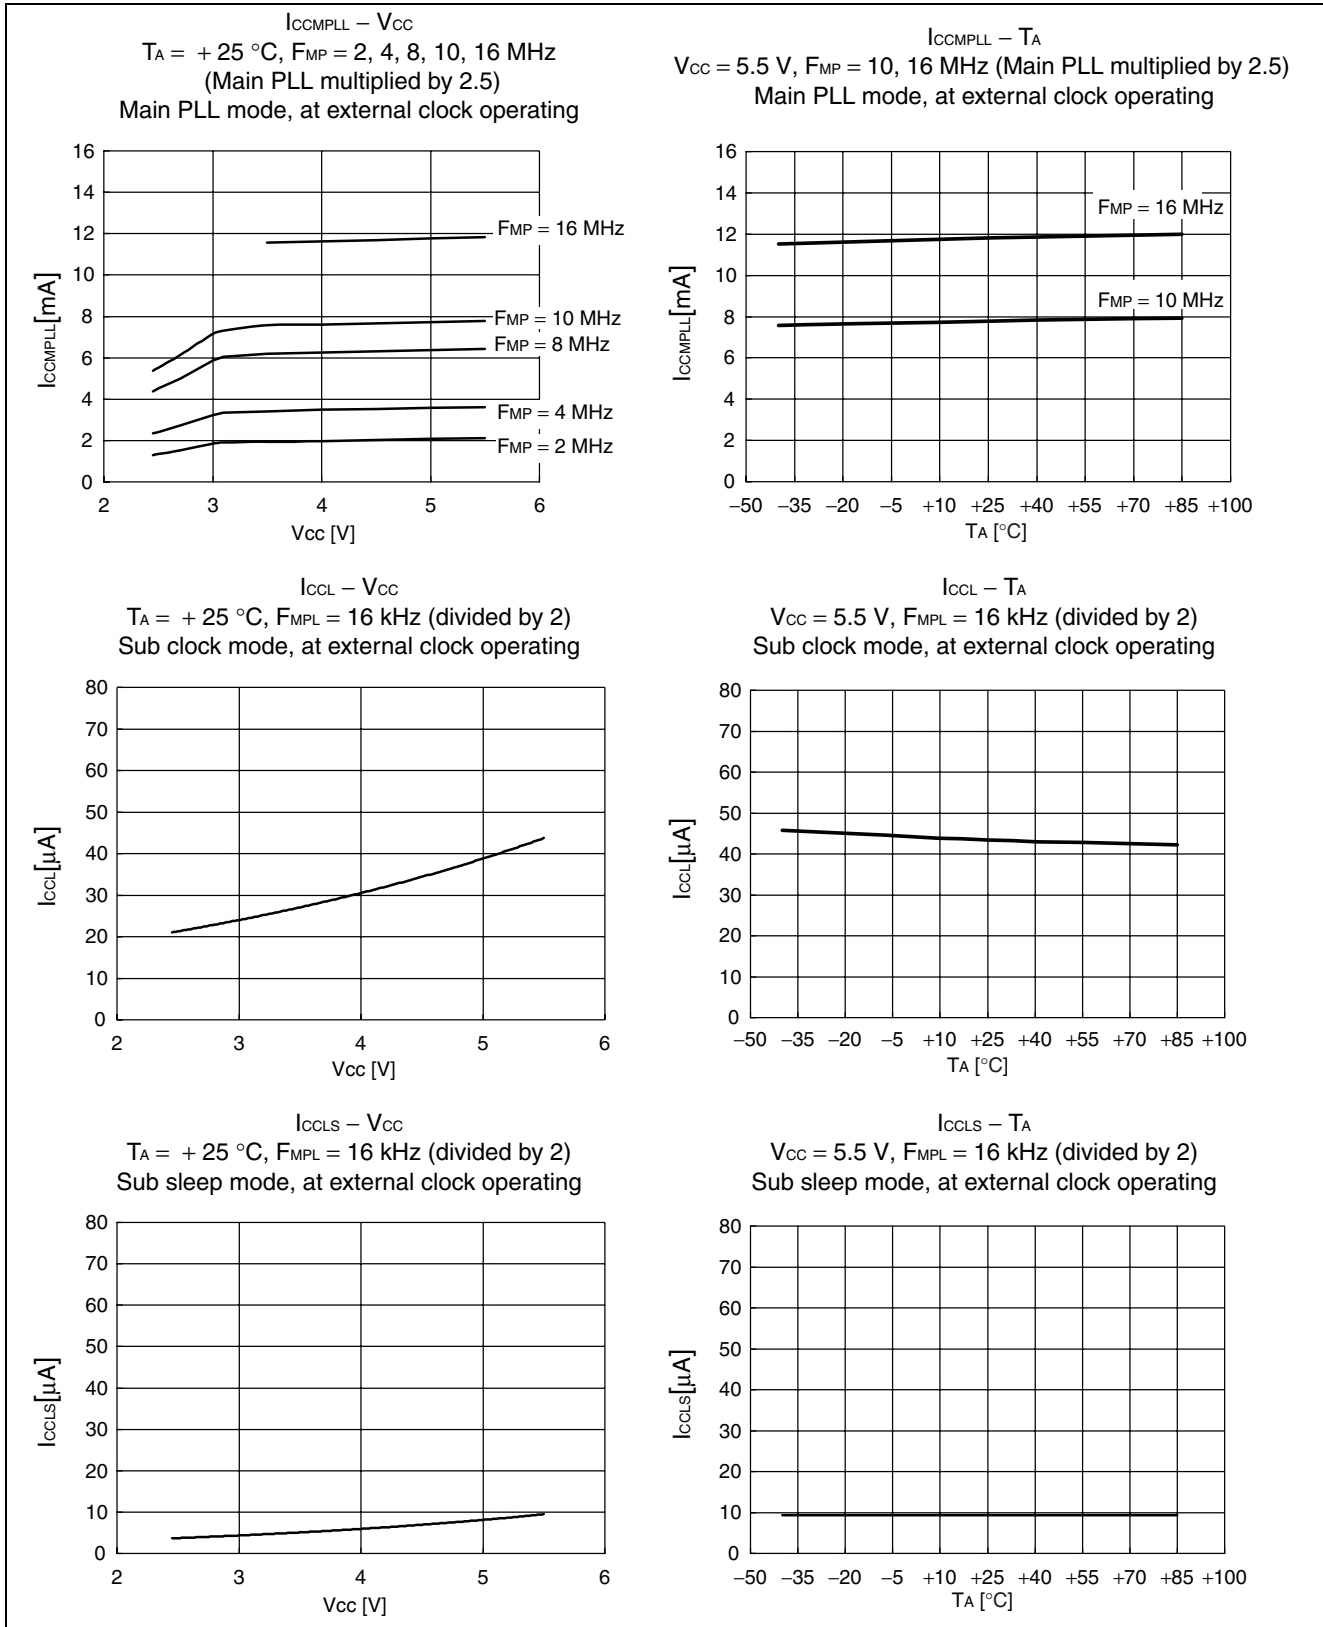 ICCMPLL – VCC
TA = + 25 °C, FMP = 2, 4, 8, 10, 16 MHz
(Main PLL multiplied by 2.5)
Main PLL mode, at external clock operating
16
14
12
10
8
6
4
2
0
ICCMPLL[mA]
FMP = 16 MHz
FMP = 10 MHz
FMP = 8 MHz
FMP = 4 MHz
FMP = 2 MHz
2 3 4 5 6
Vcc [V]
ICCMPLL – TA
VCC = 5.5 V, FMP = 10, 16 MHz (Main PLL multiplied by 2.5)
Main PLL mode, at external clock operating
16
14
12
10
8
6
4
2
0
ICCMPLL[mA]
FMP = 16 MHz
FMP = 10 MHz
−50 −35 −20 −5 +10 +25 +40 +55 +70 +85 +100
TA [°C]
ICCL – VCC
TA = + 25 °C, FMPL = 16 kHz (divided by 2)
Sub clock mode, at external clock operating
80
70
60
50
40
30
20
10
0
ICCL[µA]
2 3 4 5 6
Vcc [V]
ICCL – TA
VCC = 5.5 V, FMPL = 16 kHz (divided by 2)
Sub clock mode, at external clock operating
80
70
60
50
40
30
20
10
0
ICCL[µA]
−50 −35 −20 −5 +10 +25 +40 +55 +70 +85 +100
TA [°C]
ICCLS – VCC
TA = + 25 °C, FMPL = 16 kHz (divided by 2)
Sub sleep mode, at external clock operating
80
70
60
50
40
30
20
10
0
ICCLS[µA]
2 3 4 5 6
Vcc [V]
ICCLS – TA
VCC = 5.5 V, FMPL = 16 kHz (divided by 2)
Sub sleep mode, at external clock operating
80
70
60
50
40
30
20
10
0
ICCLS[µA]
−50 −35 −20 −5 +10 +25 +40 +55 +70 +85 +100
TA [°C]